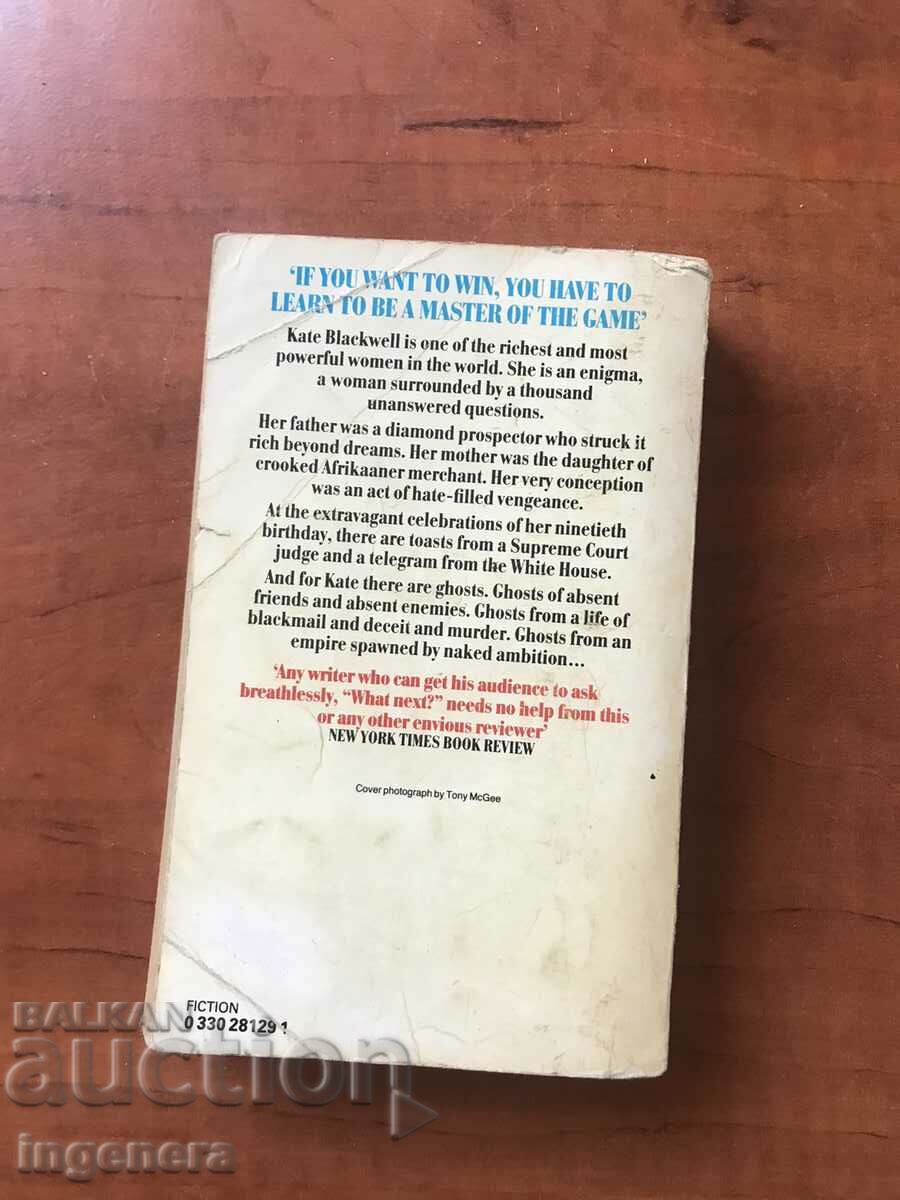 'IF YOU WANT TO WIN, YOU HAVE TO
LEARN TO BE A MASTER OF THE GAME'
Kate Blackwell is one of the richest and most
powerful women in the world. She is an enigma,
a woman surrounded by a thousand
unanswered questions.
Her father was a diamond prospector who struck it
rich beyond dreams. Her mother was the daughter of
crooked Afrikaaner merchant. Her very conception
was an act of hate-filled vengeance.
At the extravagant celebrations of her ninetieth
birthday, there are toasts from a Supreme Court
judge and a telegram from the White House.
And for Kate there are ghosts. Ghosts of absent
friends and absent enemies. Ghosts from a life of
blackmail and deceit and murder. Ghosts from an
empire spawned by naked ambition...
'Any writer who can get his audience to ask
breathlessly, "What next?" needs no help from this
or any other envious reviewer'
NEW YORK TIMES BOOK REVIEW
Cover photograph by Tony McGee
FICTION
0 330 28129 1
BALKAN
auction
ingenera